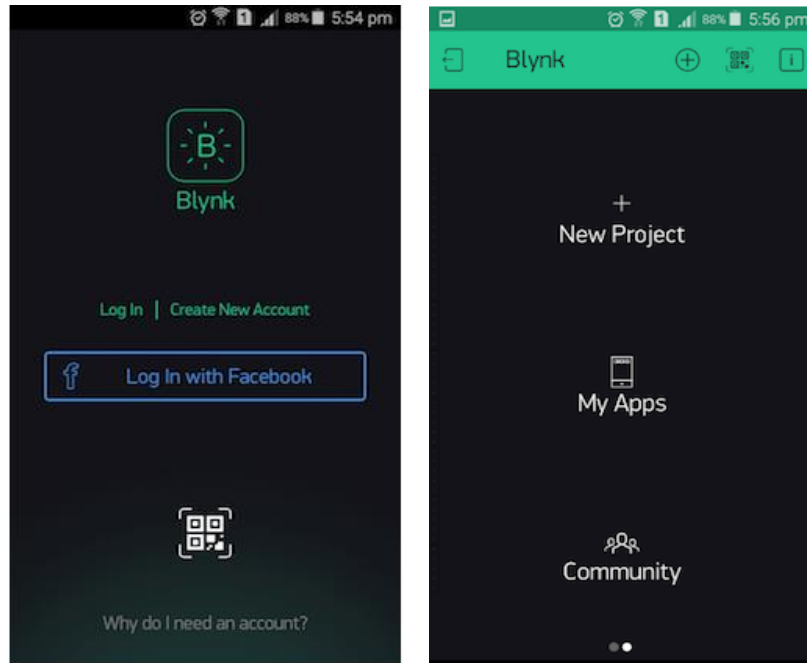 88% 5:54 pm
B
Blynk
Log In | Create New Account
f Log In with Facebook
Why do I need an account?
1 88% 5:56 pm
Blynk i
+
New Project
My Apps
Community